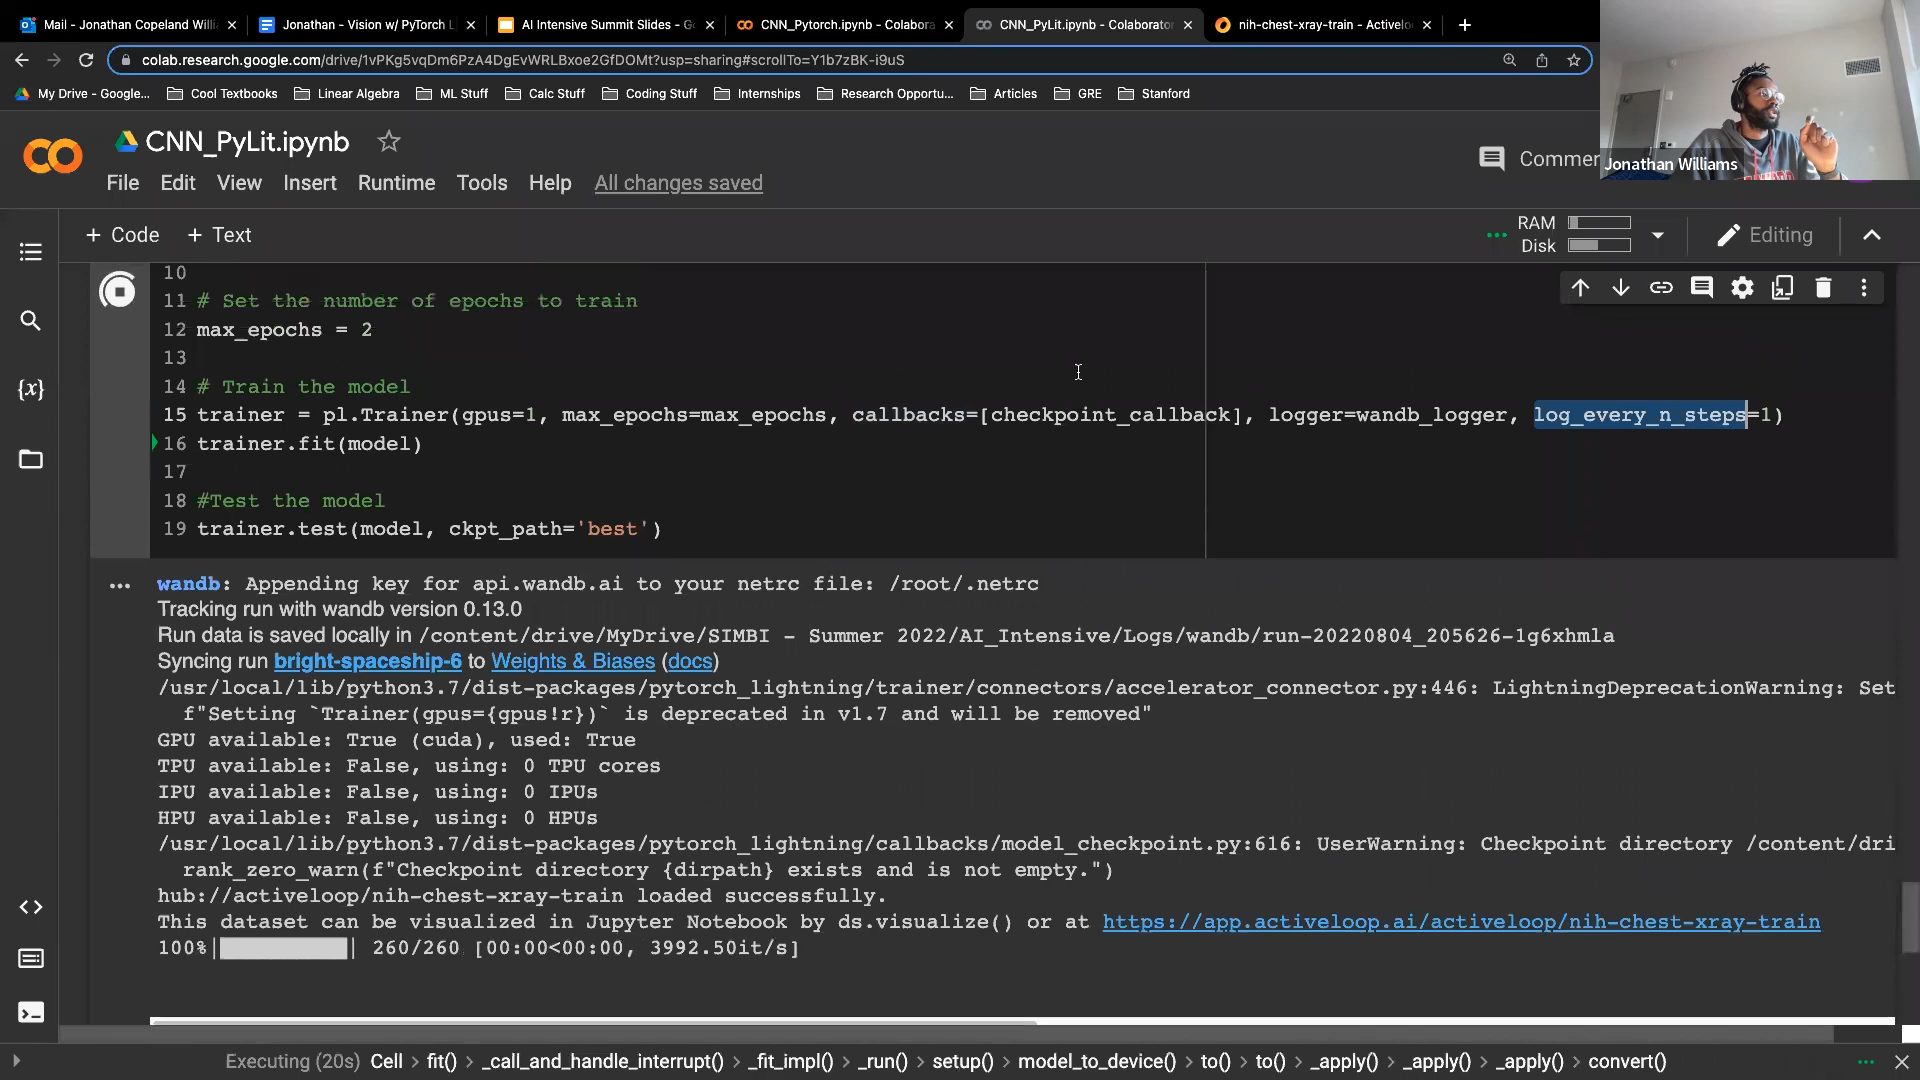 Mail - Jonathan Copeland Willi
Jonathan - Vision w/ PyTorch L
AI Intensive Summit Slides - Go
CNN_Pytorch.ipynb - Colabora
CNN_PyLit.ipynb - Colaborator
nih-chest-xray-train - Activelo
colab.research.google.com/drive/1vPKg5vqDm6PzA4DgEvWRLBxoe2GfDOMt?usp=sharing#scrollTo=Y1b7zBK-i9uS
My Drive - Google...
Cool Textbooks
Linear Algebra
ML Stuff
Calc Stuff
Coding Stuff
Internships
Research Opportu...
Articles
GRE
Stanford
CNN_PyLit.ipynb
Commen
Jonathan Williams
File Edit View Insert Runtime Tools Help All changes saved
+ Code + Text
RAM
Disk
Editing
10
11 # Set the number of epochs to train
12 max_epochs = 2
13
14 # Train the model
15 trainer = pl.Trainer(gpus=1, max_epochs=max_epochs, callbacks=[checkpoint_callback], logger=wandb_logger, log_every_n_steps=1)
16 trainer.fit(model)
17
18 #Test the model
19 trainer.test(model, ckpt_path='best')
wandb: Appending key for api.wandb.ai to your netrc file: /root/.netrc
Tracking run with wandb version 0.13.0
Run data is saved locally in /content/drive/MyDrive/SIMBI - Summer 2022/AI_Intensive/Logs/wandb/run-20220804_205626-1g6xhmla
Syncing run bright-spaceship-6 to Weights & Biases (docs)
/usr/local/lib/python3.7/dist-packages/pytorch_lightning/trainer/connectors/accelerator_connector.py:446: LightningDeprecationWarning: Set
f"Setting `Trainer(gpus={gpus!r})` is deprecated in v1.7 and will be removed"
GPU available: True (cuda), used: True
TPU available: False, using: 0 TPU cores
IPU available: False, using: 0 IPUs
HPU available: False, using: 0 HPUs
/usr/local/lib/python3.7/dist-packages/pytorch_lightning/callbacks/model_checkpoint.py:616: UserWarning: Checkpoint directory /content/dri
rank_zero_warn(f"Checkpoint directory {dirpath} exists and is not empty.")
hub://activeloop/nih-chest-xray-train loaded successfully.
This dataset can be visualized in Jupyter Notebook by ds.visualize() or at https://app.activeloop.ai/activeloop/nih-chest-xray-train
100%| | 260/260 [00:00<00:00, 3992.50it/s]
Executing (20s) Cell > fit() > _call_and_handle_interrupt() > _fit_impl() > _run() > setup() > model_to_device() > to() > to() > _apply() > _apply() > _apply() > convert()